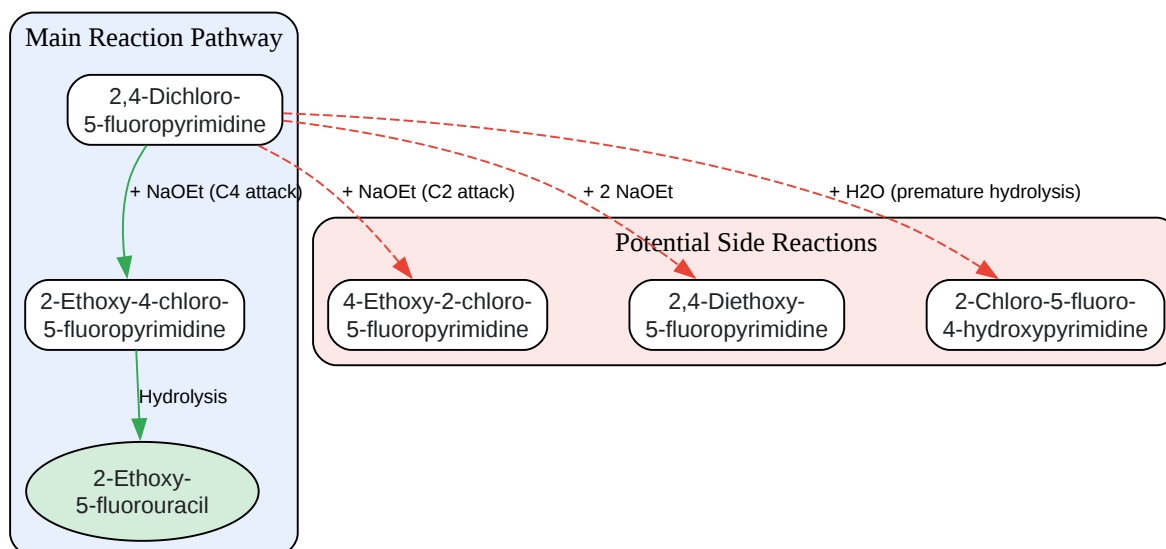 Main Reaction Pathway
2,4-Dichloro-
5-fluoropyrimidine
+ NaOEt (C4 attack)
+ NaOEt (C2 attack)
+ 2 NaOEt
+ H2O (premature hydrolysis)
Potential Side Reactions
2-Ethoxy-4-chloro-
5-fluoropyrimidine
4-Ethoxy-2-chloro-
5-fluoropyrimidine
2,4-Diethoxy-
5-fluoropyrimidine
2-Chloro-5-fluoro-
4-hydroxypyrimidine
Hydrolysis
2-Ethoxy-
5-fluorouracil